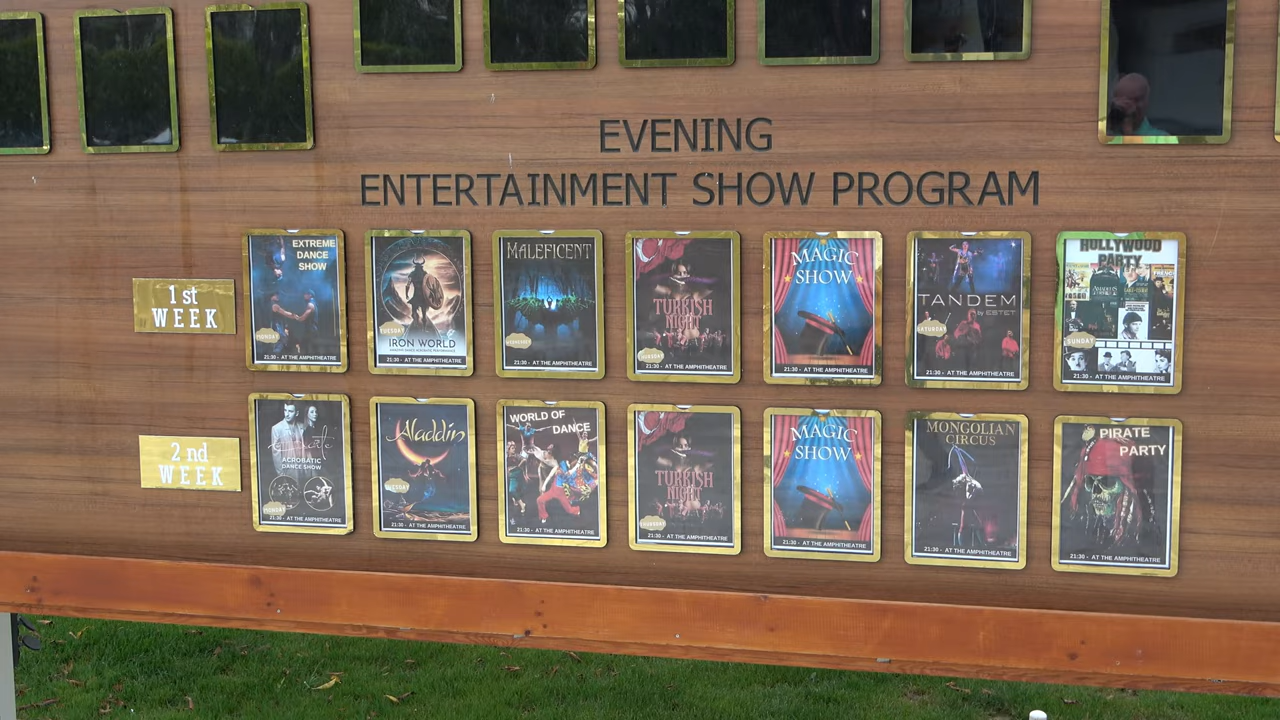 EVENING
ENTERTAINMENT SHOW PROGRAM
1st
WEEK
EXTREME
DANCE
SHOW
MONDAY
21:30 - AT THE AMPHITHEATRE
TUESDAY
IRON WORLD
21:30 - AT THE AMPHITHEATRE
MALEFICENT
WEDNESDAY
21:30 - AT THE AMPHITHEATRE
TURKISH
NIGHT
THURSDAY
21:30 - AT THE AMPHITHEATRE
MAGIC
SHOW
21:30 - AT THE AMPHITHEATRE
TANDEM
by ESTET
SATURDAY
21:30 - AT THE AMPHITHEATRE
HOLLYWOOD
PARTY
SUNDAY
21:30 - AT THE AMPHITHEATRE
2nd
WEEK
ACROBATIC
DANCE SHOW
MONDAY
21:30 - AT THE AMPHITHEATRE
Aladdin
TUESDAY
21:30 - AT THE AMPHITHEATRE
WORLD OF
DANCE
21:30 - AT THE AMPHITHEATRE
TURKISH
NIGHT
THURSDAY
21:30 - AT THE AMPHITHEATRE
MAGIC
SHOW
21:30 - AT THE AMPHITHEATRE
MONGOLIAN
CIRCUS
21:30 - AT THE AMPHITHEATRE
PIRATE
PARTY
21:30 - AT THE AMPHITHEATRE